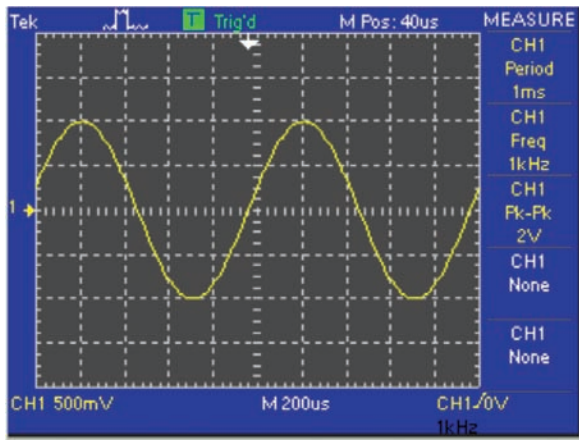 Tek T Trig'd M Pos: 40us MEASURE
CH1
Period
1ms
CH1
Freq
1kHz
CH1
Pk-Pk
2V
CH1
None
CH1
None
1
CH1 500mV M 200us CH1/0V
1kHz